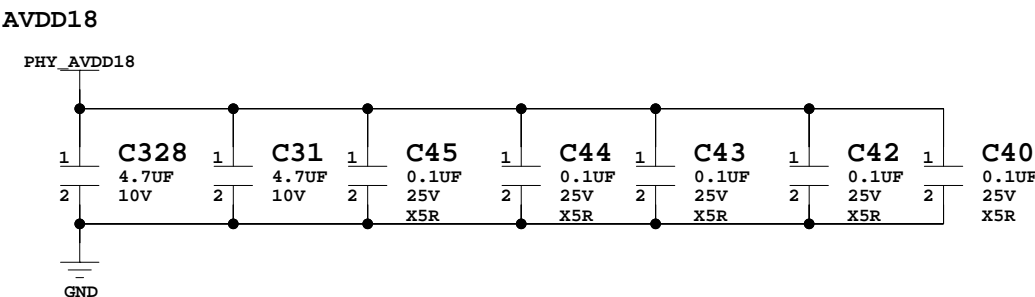 AVDD18
PHY_AVDD18
1 C328 1 C31 1 C45 1 C44 1 C43 1 C42 1 C40
4.7UF 4.7UF 0.1UF 0.1UF 0.1UF 0.1UF 0.1UF
2 10V 2 10V 2 25V 2 25V 2 25V 2 25V 2 25V
X5R X5R X5R X5R X5R
GND